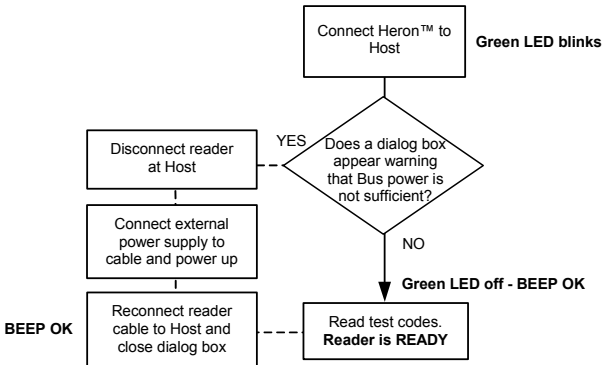 Connect Heron™ to
Host
Green LED blinks
YES
Does a dialog box
appear warning
that Bus power is
not sufficient?
Disconnect reader
at Host
Connect external
power supply to
cable and power up
NO
Green LED off - BEEP OK
BEEP OK
Reconnect reader
cable to Host and
close dialog box
Read test codes.
Reader is READY